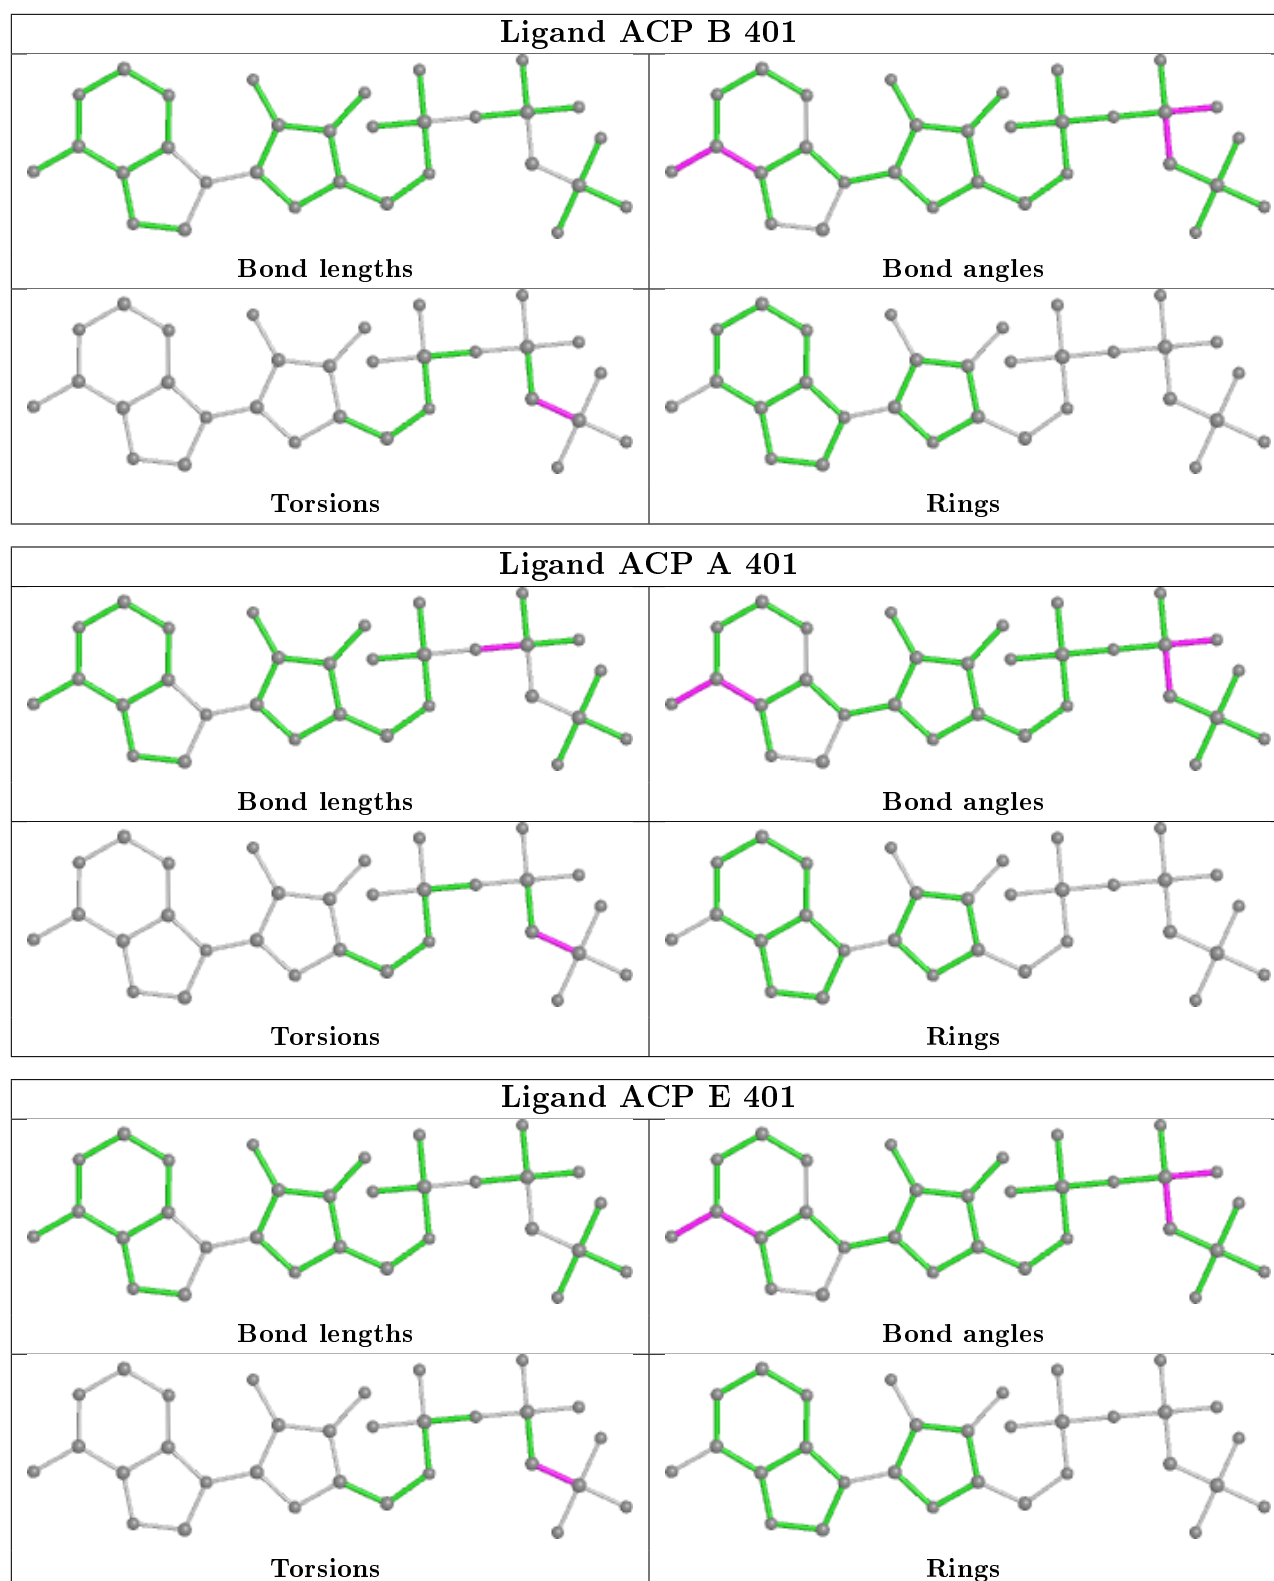 Ligand ACP B 401
Bond lengths
Bond angles
Torsions
Rings
Ligand ACP A 401
Bond lengths
Bond angles
Torsions
Rings
Ligand ACP E 401
Bond lengths
Bond angles
Torsions
Rings